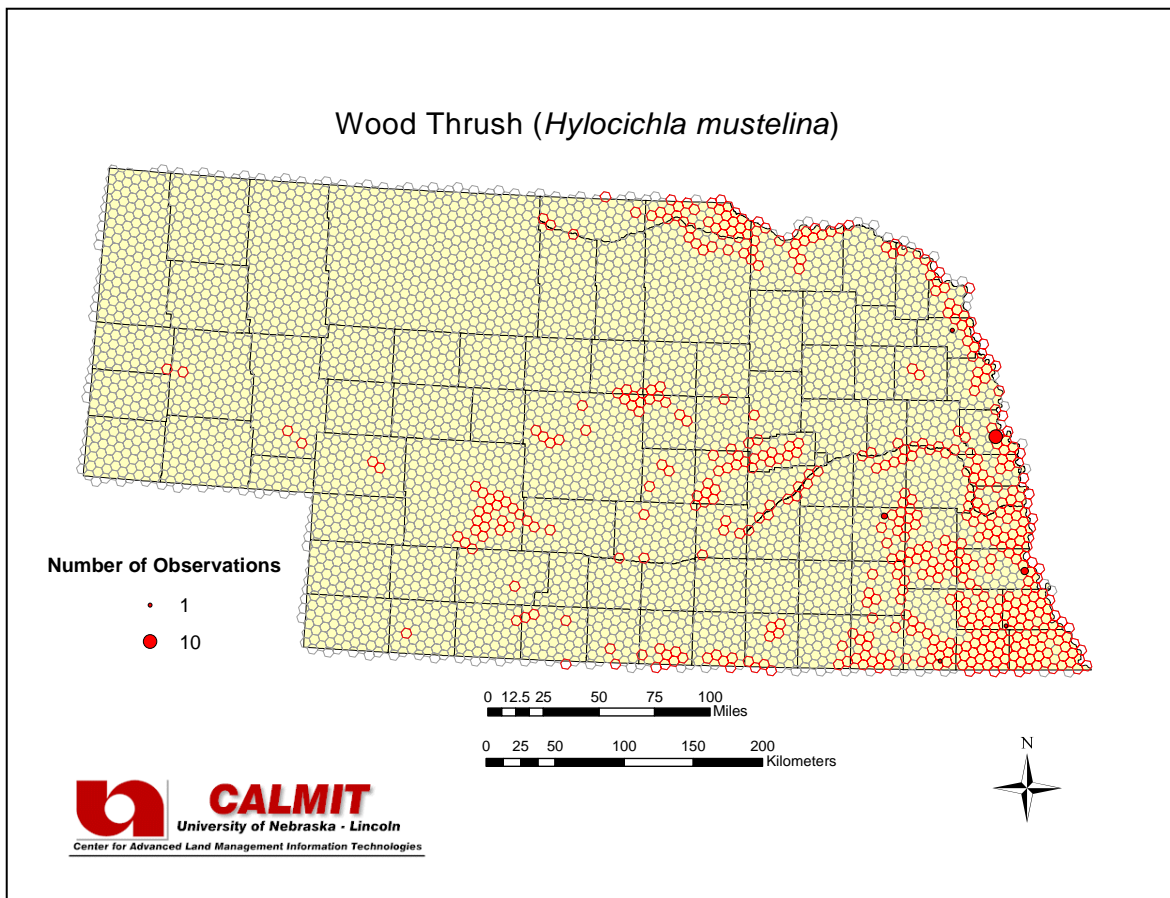 Wood Thrush (Hylocichla mustelina)
Number of Observations
1
10
0 12.5 25 50 75 100
Miles
0 25 50 100 150 200
Kilometers
N
CALMIT
University of Nebraska - Lincoln
Center for Advanced Land Management Information Technologies